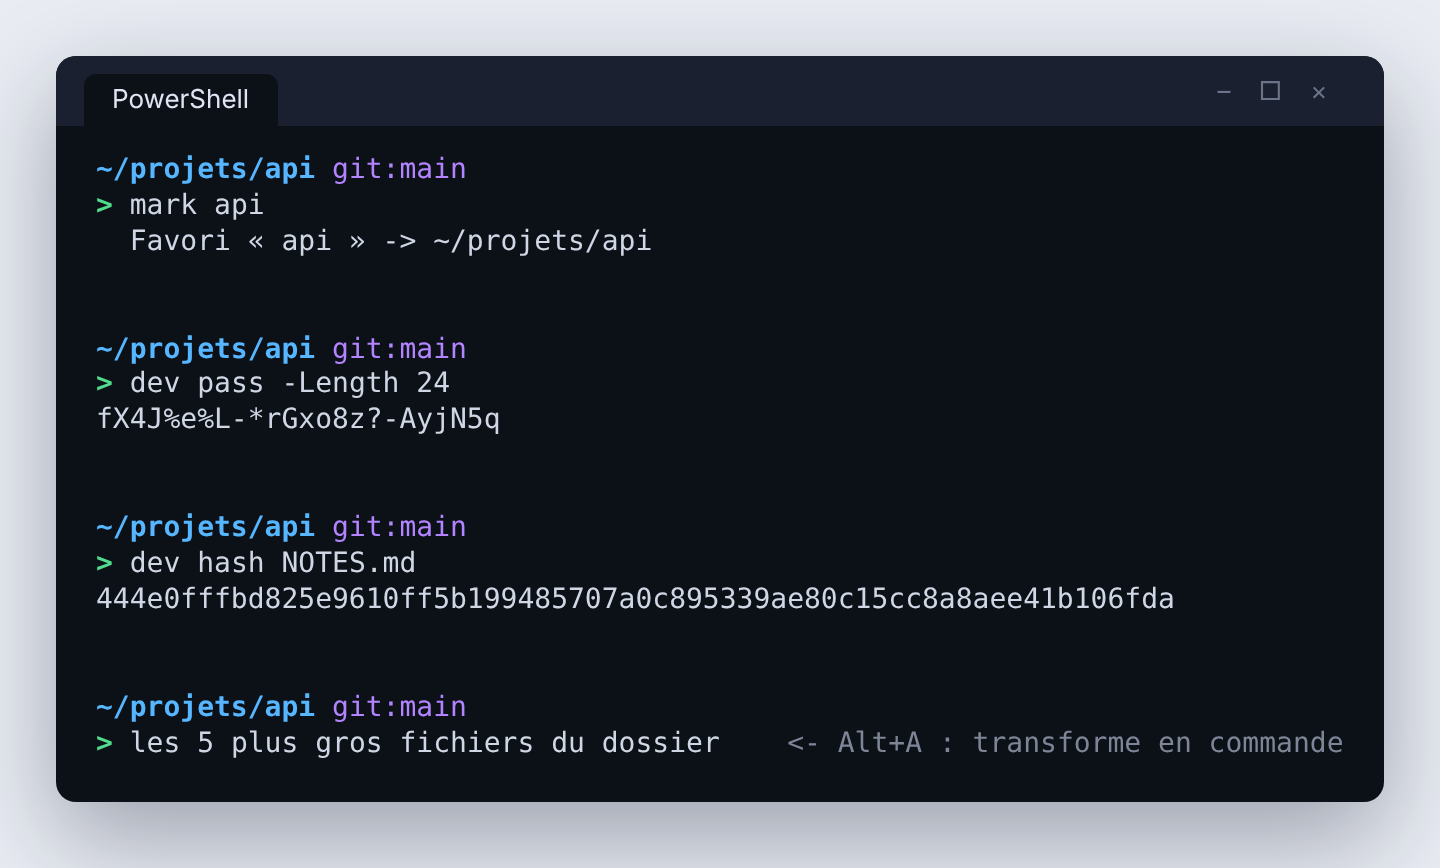 PowerShell
~/projets/api git:main
> mark api
Favori « api » -> ~/projets/api
~/projets/api git:main
> dev pass -Length 24
fX4J%e%L-*rGxo8z?-AyjN5q
~/projets/api git:main
> dev hash NOTES.md
444e0fffbd825e9610ff5b199485707a0c895339ae80c15cc8a8aee41b106fda
~/projets/api git:main
> les 5 plus gros fichiers du dossier    <- Alt+A : transforme en commande